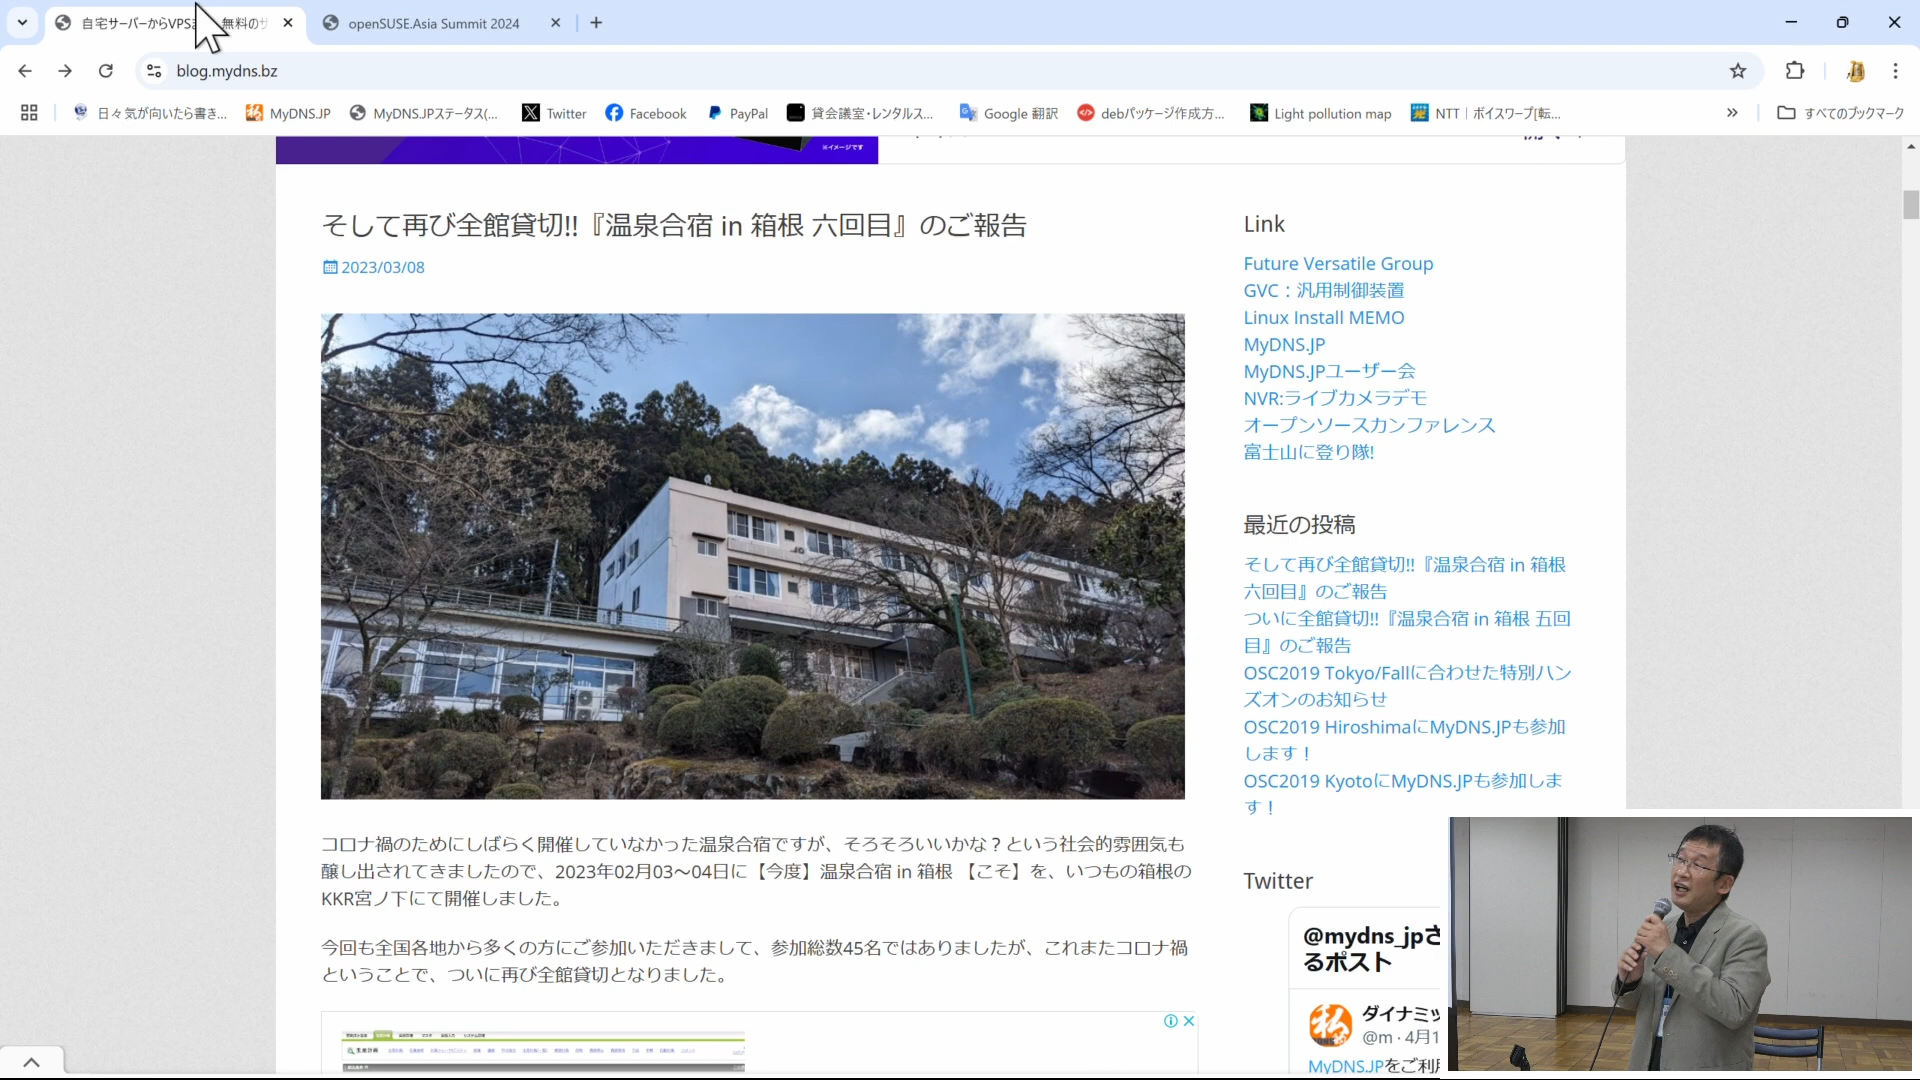 自宅サーバーからVPSま 無料のサ
openSUSE.Asia Summit 2024
blog.mydns.bz
日々気が向いたら書き...
MyDNS.JP
MyDNS.JPステータス(...
Twitter
Facebook
PayPal
貸会議室・レンタルス...
Google 翻訳
debパッケージ作成方...
Light pollution map
NTT｜ボイスワープ[転...
すべてのブックマーク
※イメージです
そして再び全館貸切!!『温泉合宿 in 箱根 六回目』のご報告
2023/03/08
コロナ禍のためにしばらく開催していなかった温泉合宿ですが、そろそろいいかな？という社会的雰囲気も
醸し出されてきましたので、2023年02月03〜04日に【今度】温泉合宿 in 箱根 【こそ】を、いつもの箱根の
KKR宮ノ下にて開催しました。
今回も全国各地から多くの方にご参加いただきまして、参加総数45名ではありましたが、これまたコロナ禍
ということで、ついに再び全館貸切となりました。
Link
Future Versatile Group
GVC：汎用制御装置
Linux Install MEMO
MyDNS.JP
MyDNS.JPユーザー会
NVR:ライブカメラデモ
オープンソースカンファレンス
富士山に登り隊!
最近の投稿
そして再び全館貸切!!『温泉合宿 in 箱根
六回目』のご報告
ついに全館貸切!!『温泉合宿 in 箱根 五回
目』のご報告
OSC2019 Tokyo/Fallに合わせた特別ハン
ズオンのお知らせ
OSC2019 HiroshimaにMyDNS.JPも参加
します！
OSC2019 KyotoにMyDNS.JPも参加しま
す！
Twitter
@mydns_jpさ
るポスト
私
ダイナミッ
@m · 4月1
MyDNS.JPをご利用